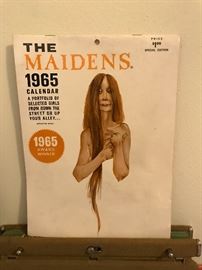 THE
PRICE
$1.00
SPECIAL EDITION
MAIDENS
1965
CALENDAR
A PORTFOLIO OF
SELECTED GIRLS
FROM DOWN THE
STREET OR UP
YOUR ALLEY...
1965
AWARD
WINNER